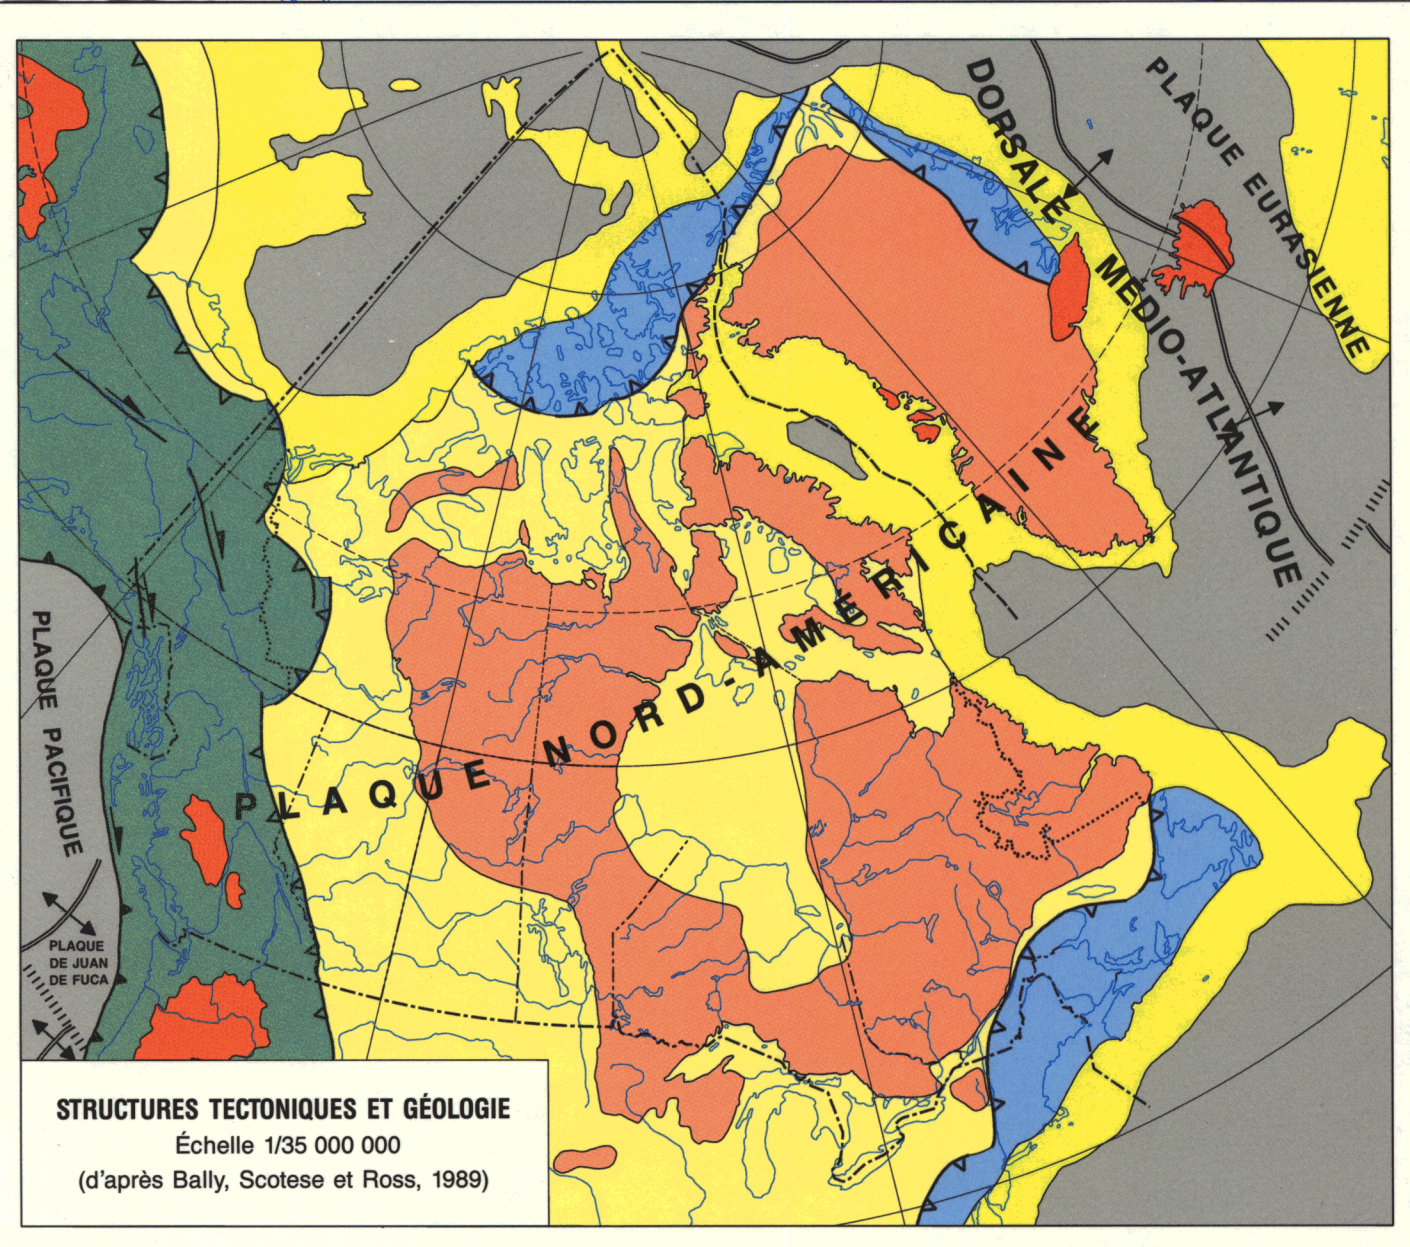 DORSALE MÉDIO-ATLANTIQUE
PLAQUE EURASIENNE
PLAQUE NORD-AMÉRICAINE
PLAQUE PACIFIQUE
PLAQUE
DE JUAN
DE FUCA
STRUCTURES TECTONIQUES ET GÉOLOGIE
Échelle 1/35 000 000
(d'après Bally, Scotese et Ross, 1989)